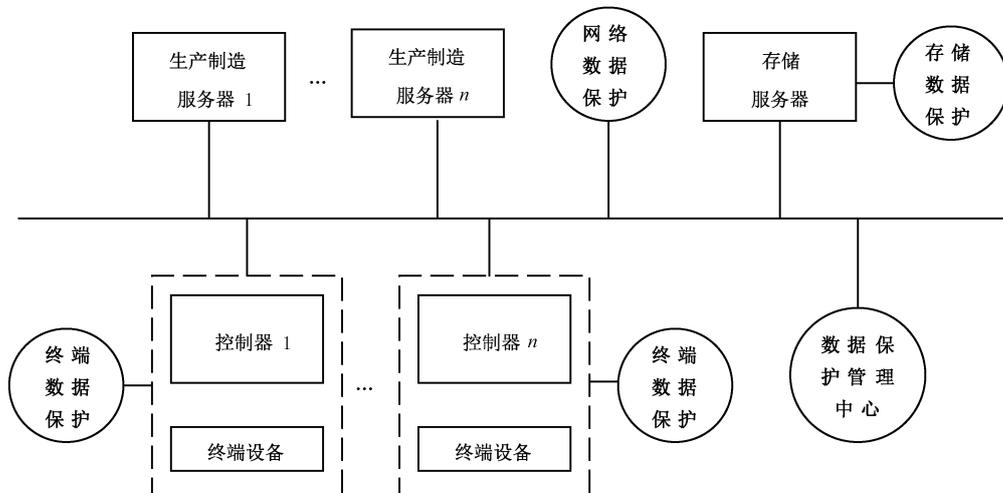 生产制造
服务器 1
...
生产制造
服务器 n
网络
数据
保护
存储
服务器
存储
数据
保护
终端
数据
保护
控制器 1
终端设备
...
控制器 n
终端设备
终端
数据
保护
数据保
护管理
中心